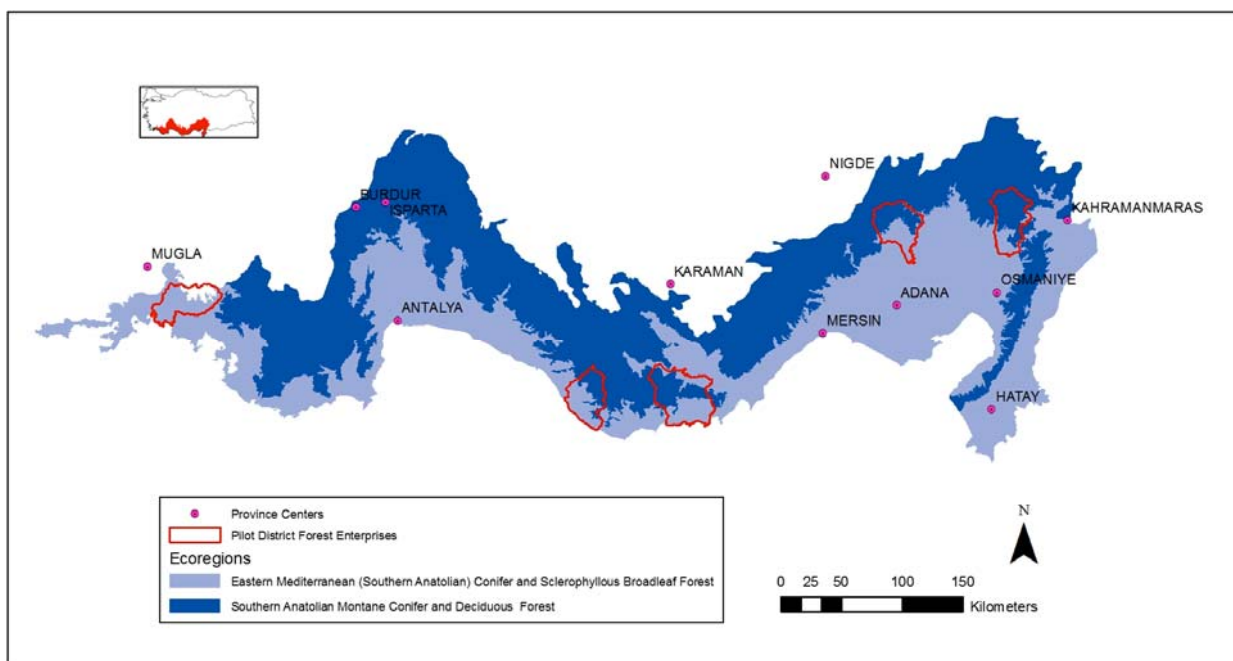 NIGDE
BURDUR
ISPARTA
KAHRAMANMARAS
MUGLA
KARAMAN
OSMANIYE
ANTALYA
ADANA
MERSIN
HATAY
Province Centers
Pilot District Forest Enterprises
Ecoregions
Eastern Mediterranean (Southern Anatolian) Conifer and Sclerophyllous Broadleaf Forest
Southern Anatolian Montane Conifer and Deciduous Forest
N
0 25 50 100 150
Kilometers